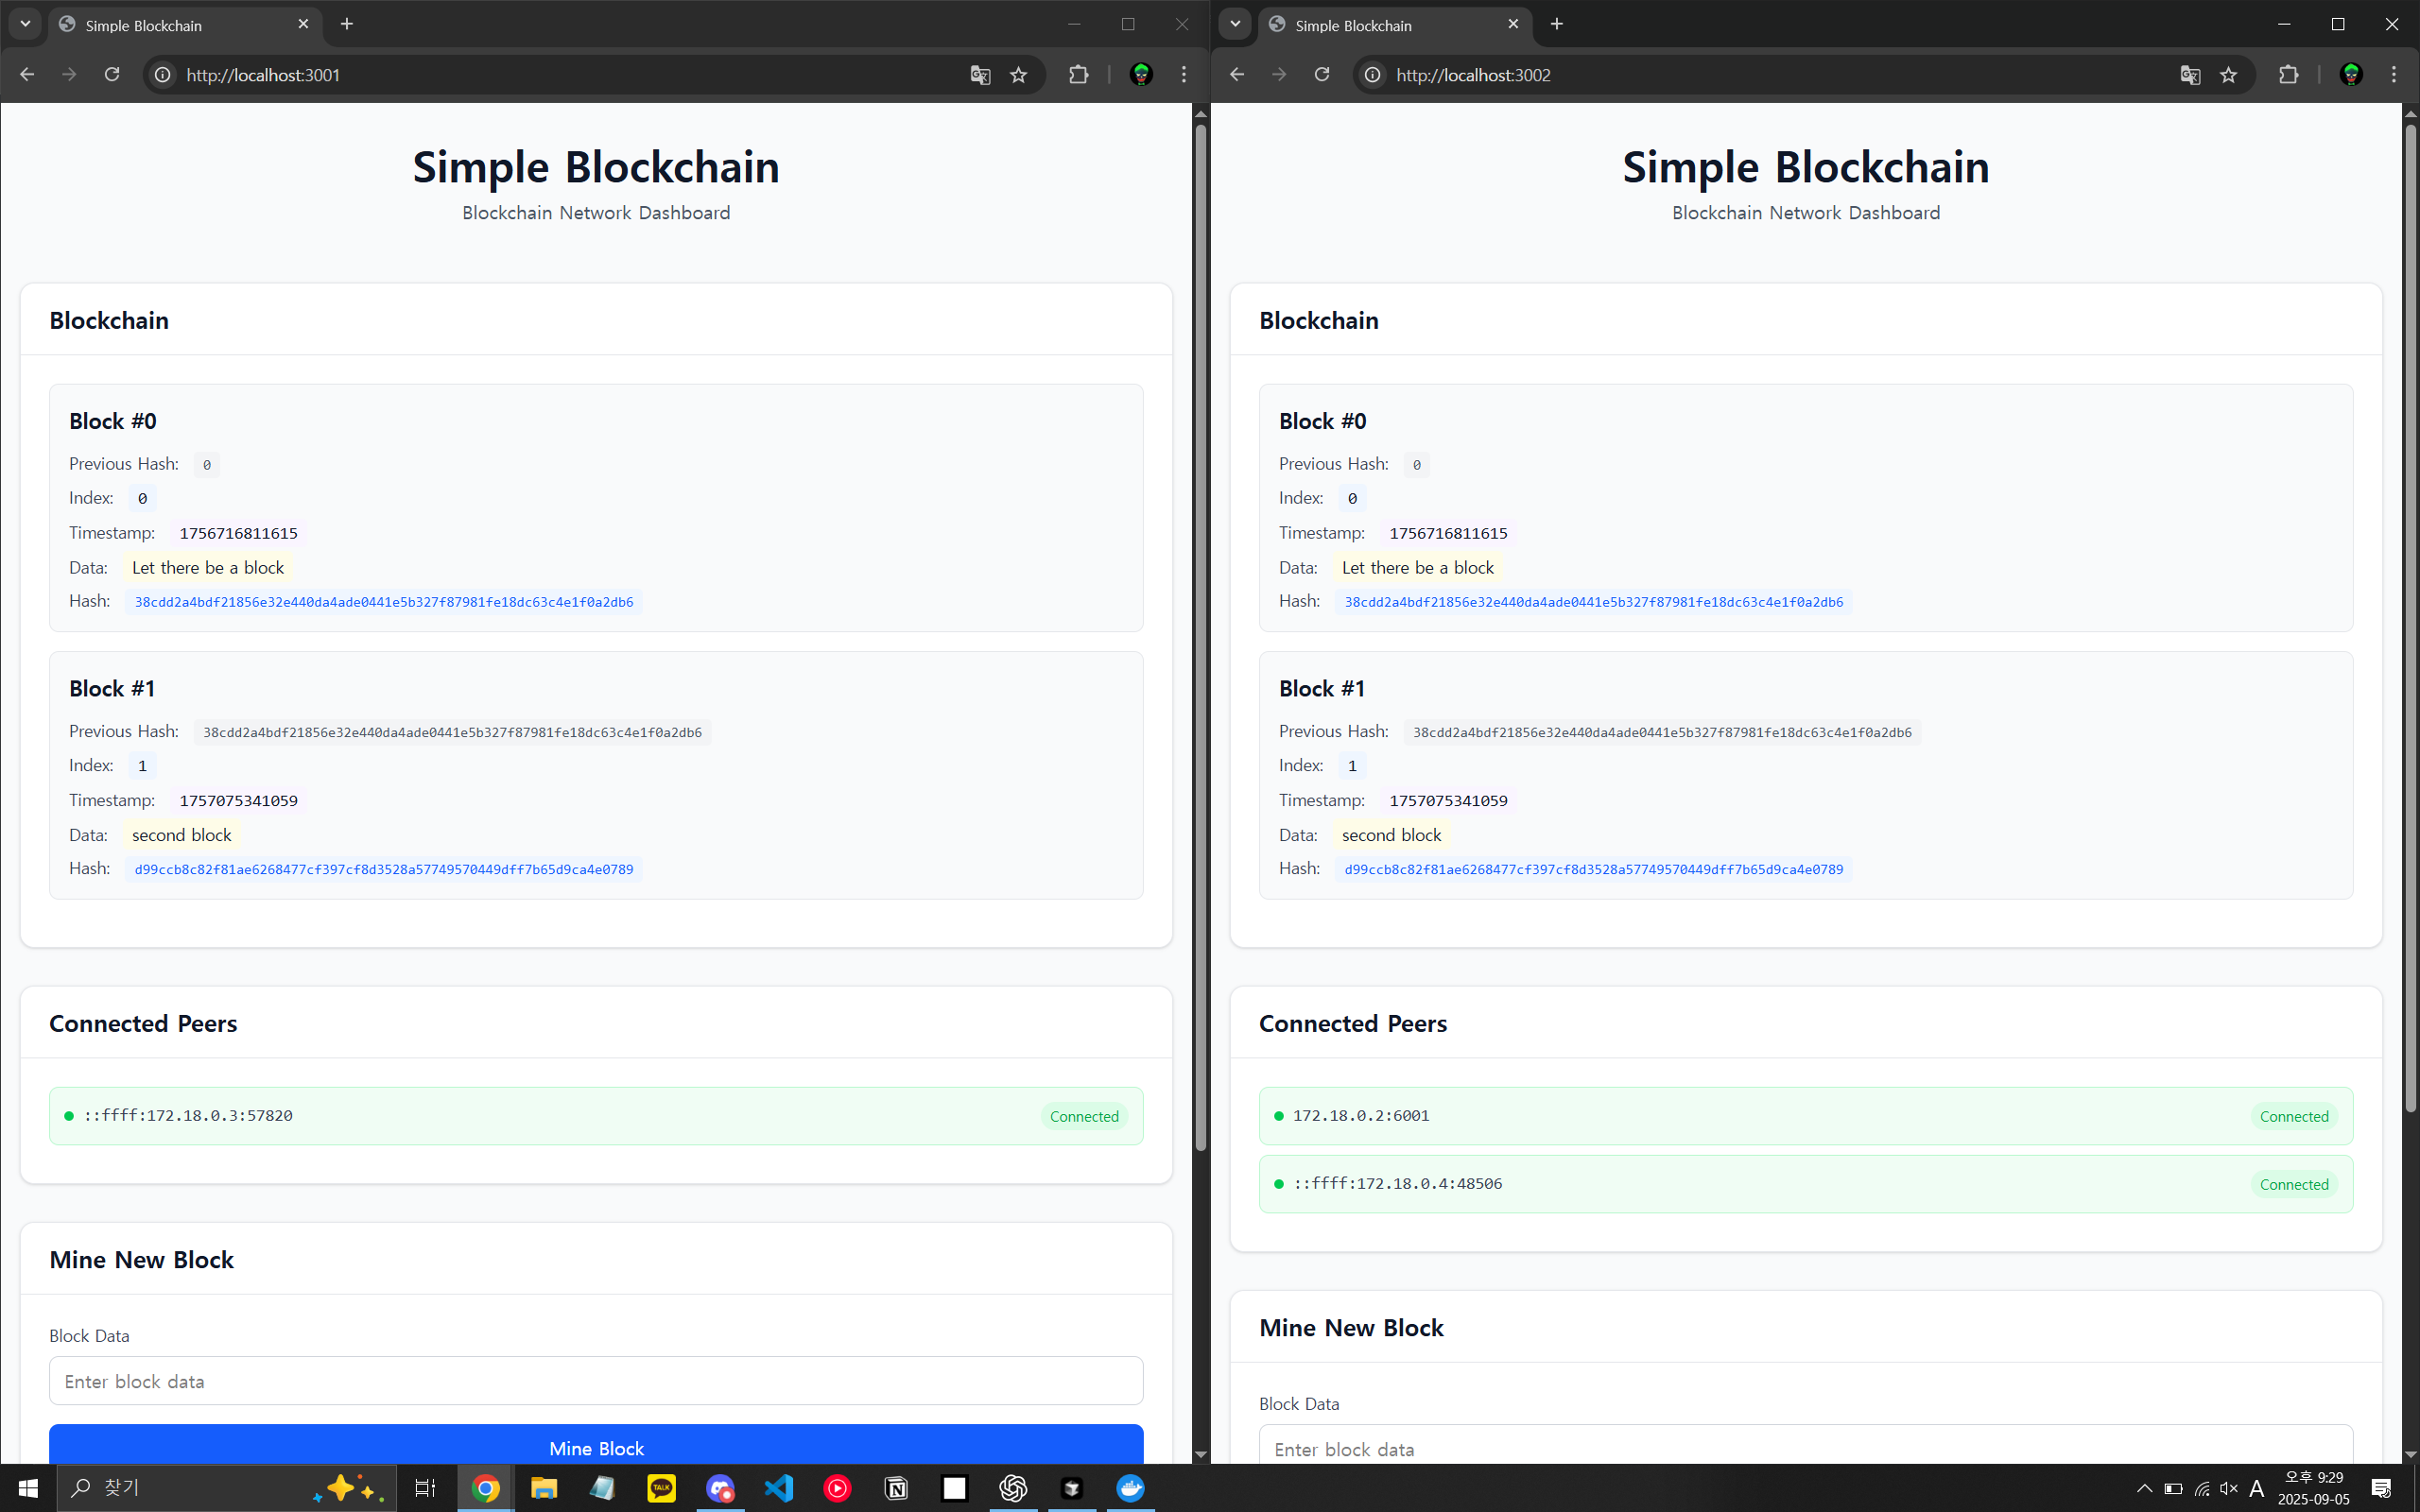 Simple Blockchain
http://localhost:3001
Simple Blockchain
Blockchain Network Dashboard
Blockchain
Block #0
Previous Hash: 0
Index: 0
Timestamp: 1756716811615
Data: Let there be a block
Hash: 38cdd2a4bdf21856e32e440da4ade0441e5b327f87981fe18dc63c4e1f0a2db6
Block #1
Previous Hash: 38cdd2a4bdf21856e32e440da4ade0441e5b327f87981fe18dc63c4e1f0a2db6
Index: 1
Timestamp: 1757075341059
Data: second block
Hash: d99ccb8c82f81ae6268477cf397cf8d3528a57749570449dff7b65d9ca4e0789
Connected Peers
::ffff:172.18.0.3:57820 Connected
Mine New Block
Block Data
Enter block data
Mine Block
Simple Blockchain
http://localhost:3002
Simple Blockchain
Blockchain Network Dashboard
Blockchain
Block #0
Previous Hash: 0
Index: 0
Timestamp: 1756716811615
Data: Let there be a block
Hash: 38cdd2a4bdf21856e32e440da4ade0441e5b327f87981fe18dc63c4e1f0a2db6
Block #1
Previous Hash: 38cdd2a4bdf21856e32e440da4ade0441e5b327f87981fe18dc63c4e1f0a2db6
Index: 1
Timestamp: 1757075341059
Data: second block
Hash: d99ccb8c82f81ae6268477cf397cf8d3528a57749570449dff7b65d9ca4e0789
Connected Peers
172.18.0.2:6001 Connected
::ffff:172.18.0.4:48506 Connected
Mine New Block
Block Data
Enter block data
찾기
TALK
A
오후 9:29
2025-09-05